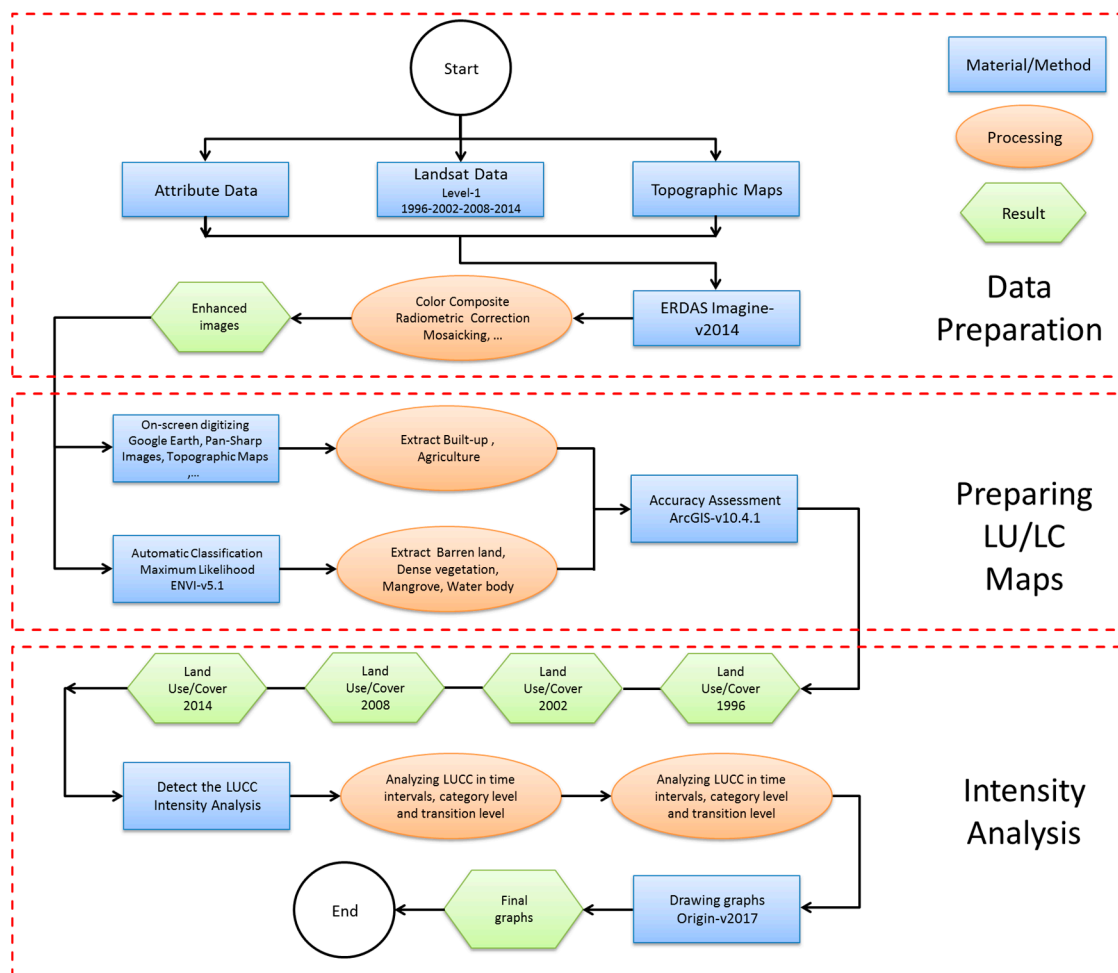 Start
Material/Method
Processing
Result
Attribute Data
Landsat Data
Level-1
1996-2002-2008-2014
Topographic Maps
Data
Preparation
Enhanced
images
Color Composite
Radiometric Correction
Mosaicking, ...
ERDAS Imagine-
v2014
On-screen digitizing
Google Earth, Pan-Sharp
Images, Topographic Maps
,...
Extract Built-up ,
Agriculture
Accuracy Assessment
ArcGIS-v10.4.1
Automatic Classification
Maximum Likelihood
ENVI-v5.1
Extract Barren land,
Dense vegetation,
Mangrove, Water body
Preparing
LU/LC
Maps
Land
Use/Cover
2014
Land
Use/Cover
2008
Land
Use/Cover
2002
Land
Use/Cover
1996
Detect the LUCC
Intensity Analysis
Analyzing LUCC in time
intervals, category level
and transition level
Analyzing LUCC in time
intervals, category level
and transition level
Intensity
Analysis
End
Final
graphs
Drawing graphs
Origin-v2017